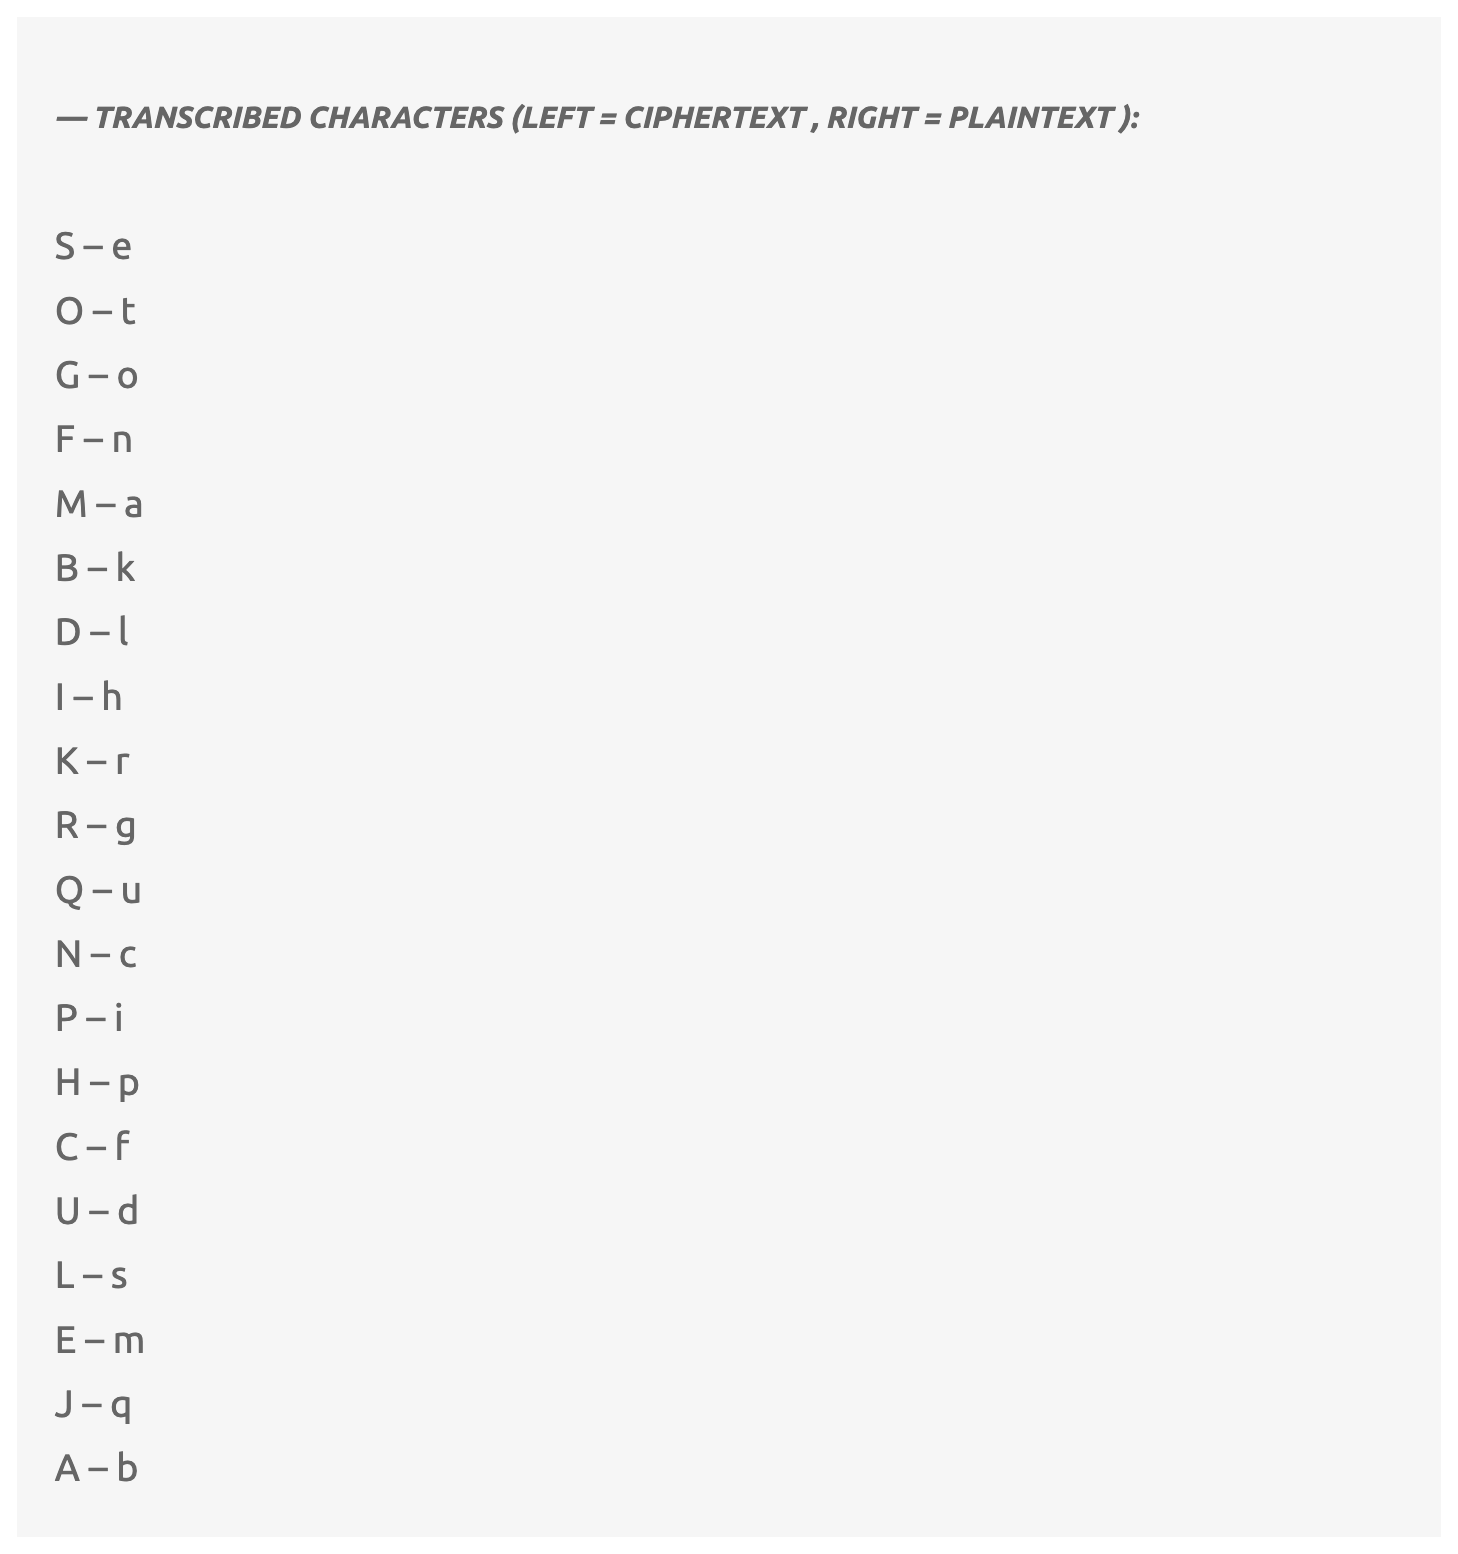 — TRANSCRIBED CHARACTERS (LEFT = CIPHERTEXT , RIGHT = PLAINTEXT ):
S – e
O – t
G – o
F – n
M – a
B – k
D – l
I – h
K – r
R – g
Q – u
N – c
P – i
H – p
C – f
U – d
L – s
E – m
J – q
A – b